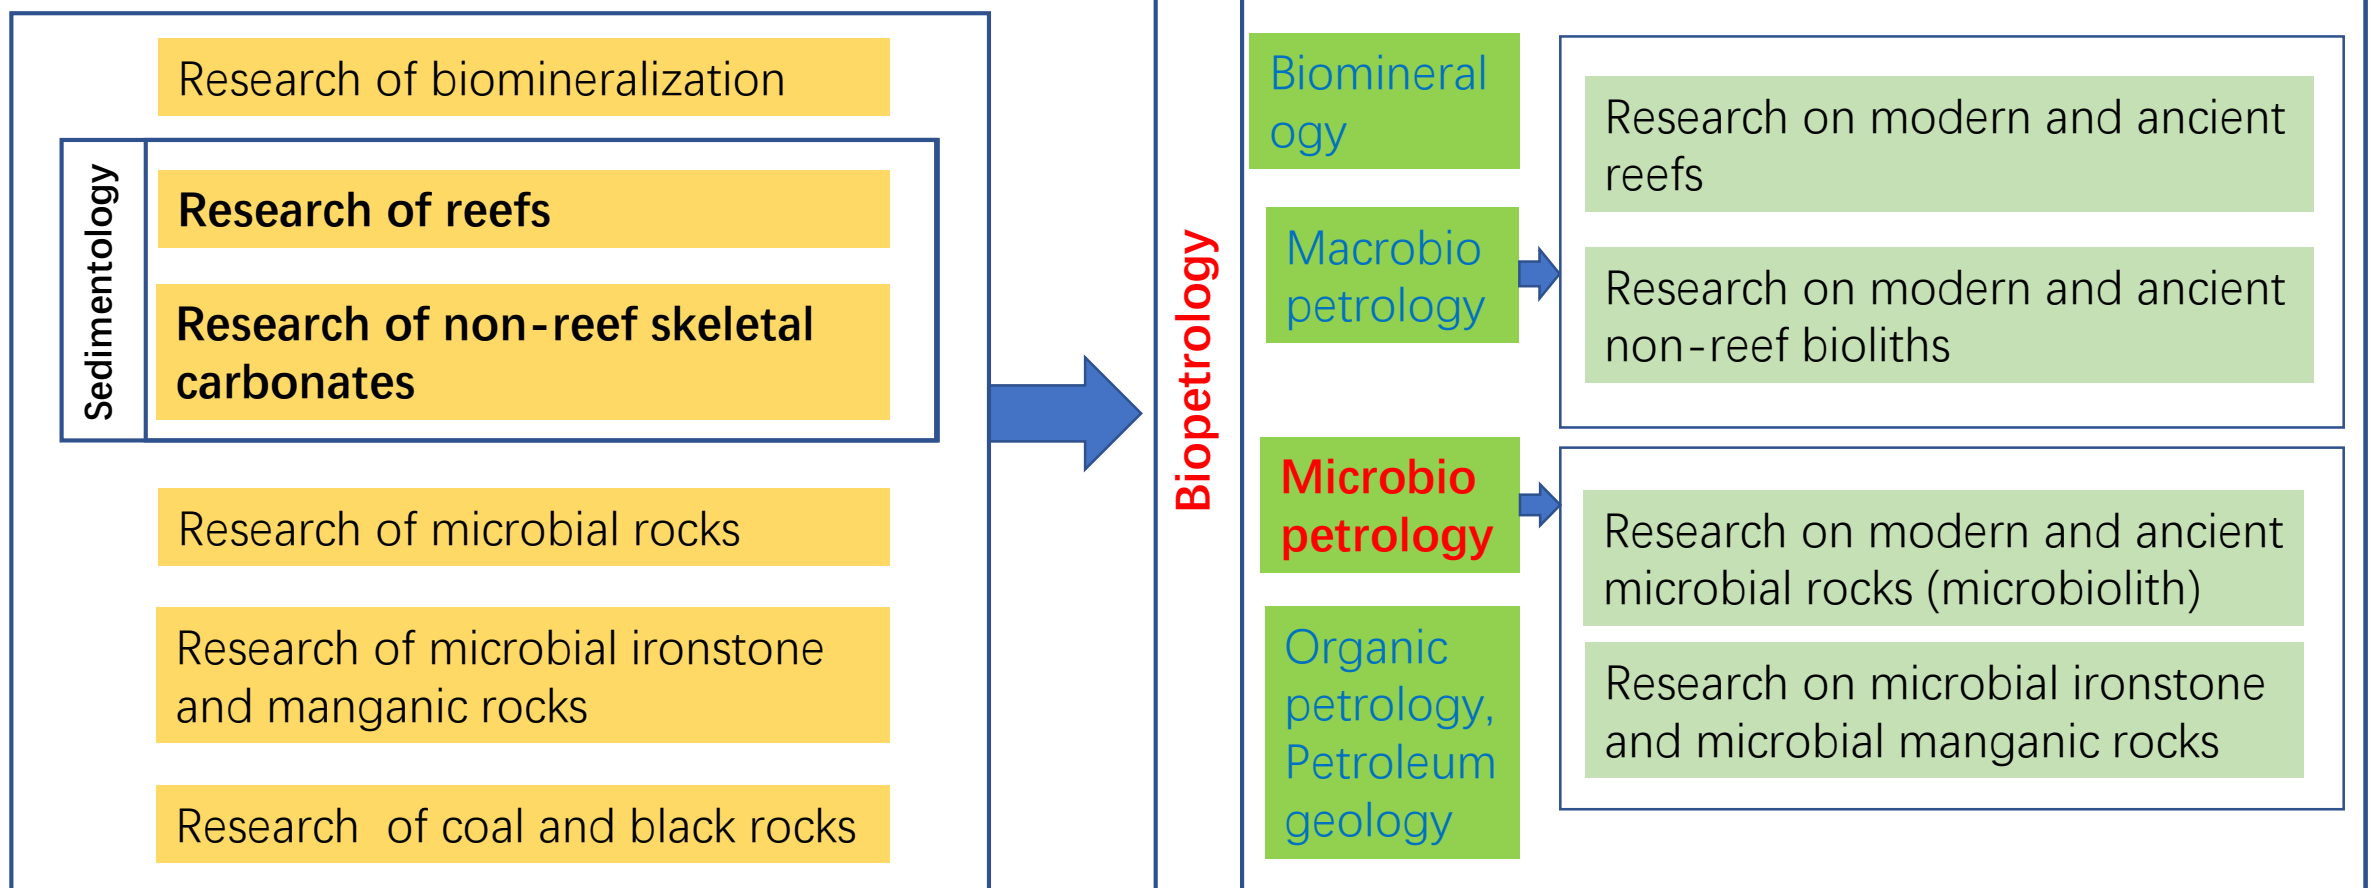 Research of biomineralization
Sedimentology
Research of reefs
Research of non-reef skeletal
carbonates
Research of microbial rocks
Research of microbial ironstone
and manganic rocks
Research of coal and black rocks
Biopetrology
Biomineral
ogy
Macrobio
petrology
Microbio
petrology
Organic
petrology,
Petroleum
geology
Research on modern and ancient
reefs
Research on modern and ancient
non-reef bioliths
Research on modern and ancient
microbial rocks (microbiolith)
Research on microbial ironstone
and microbial manganic rocks